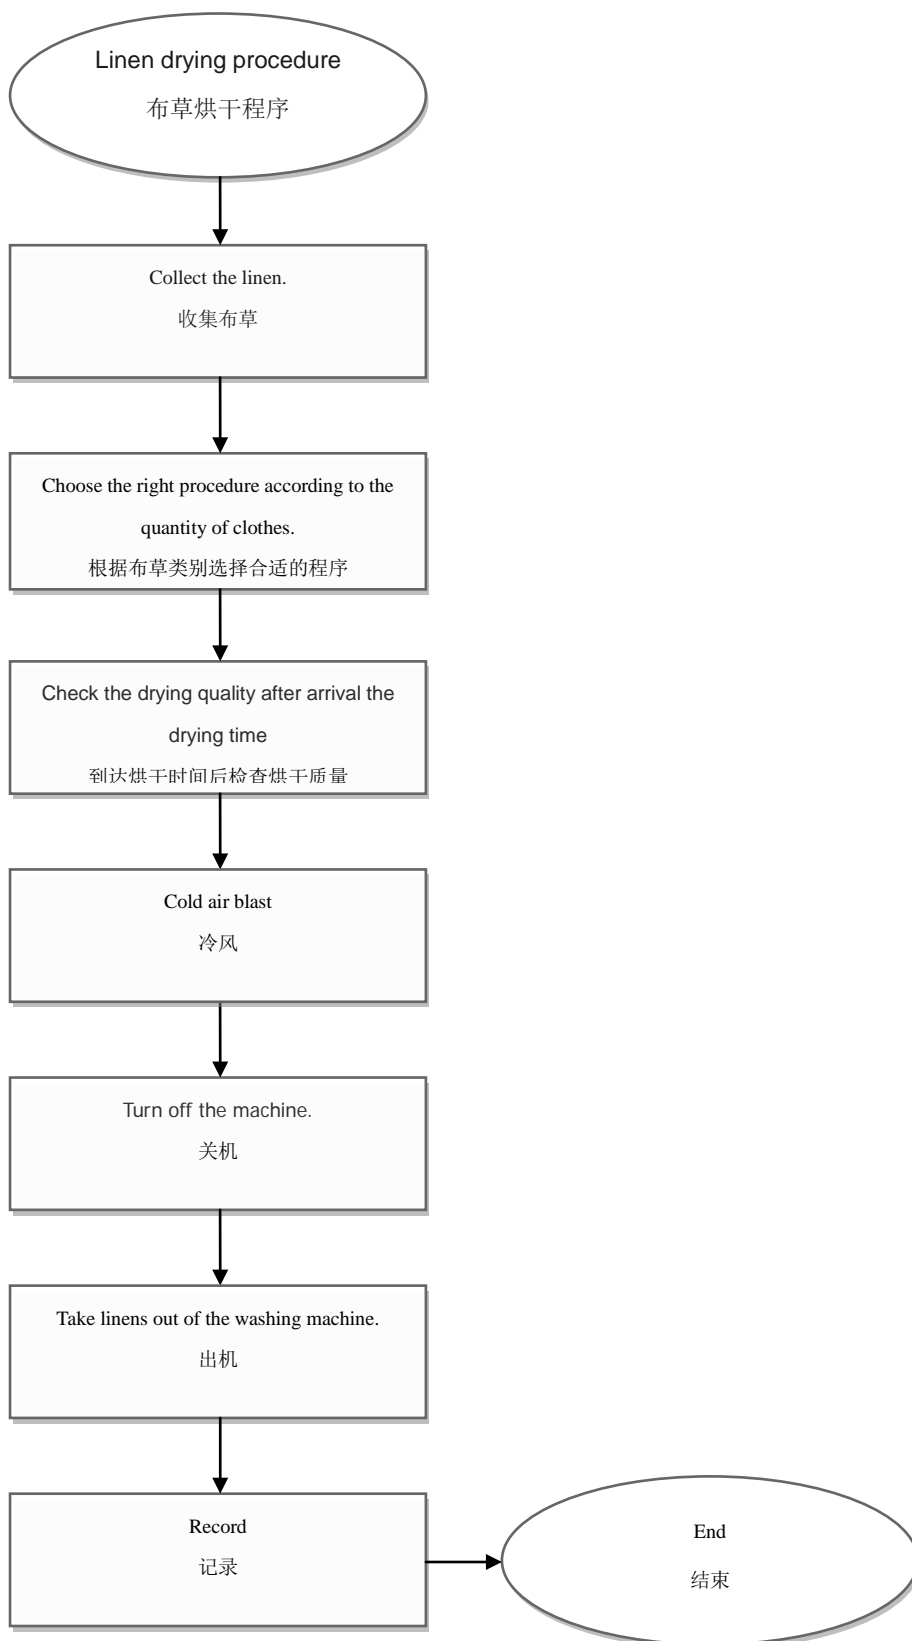 Linen drying procedure
布草烘干程序
Collect the linen.
收集布草
Choose the right procedure according to the
quantity of clothes.
根据布草类别选择合适的程序
Check the drying quality after arrival the
drying time
到达烘干时间后检查烘干质量
Cold air blast
冷风
Turn off the machine.
关机
Take linens out of the washing machine.
出机
Record
记录
End
结束